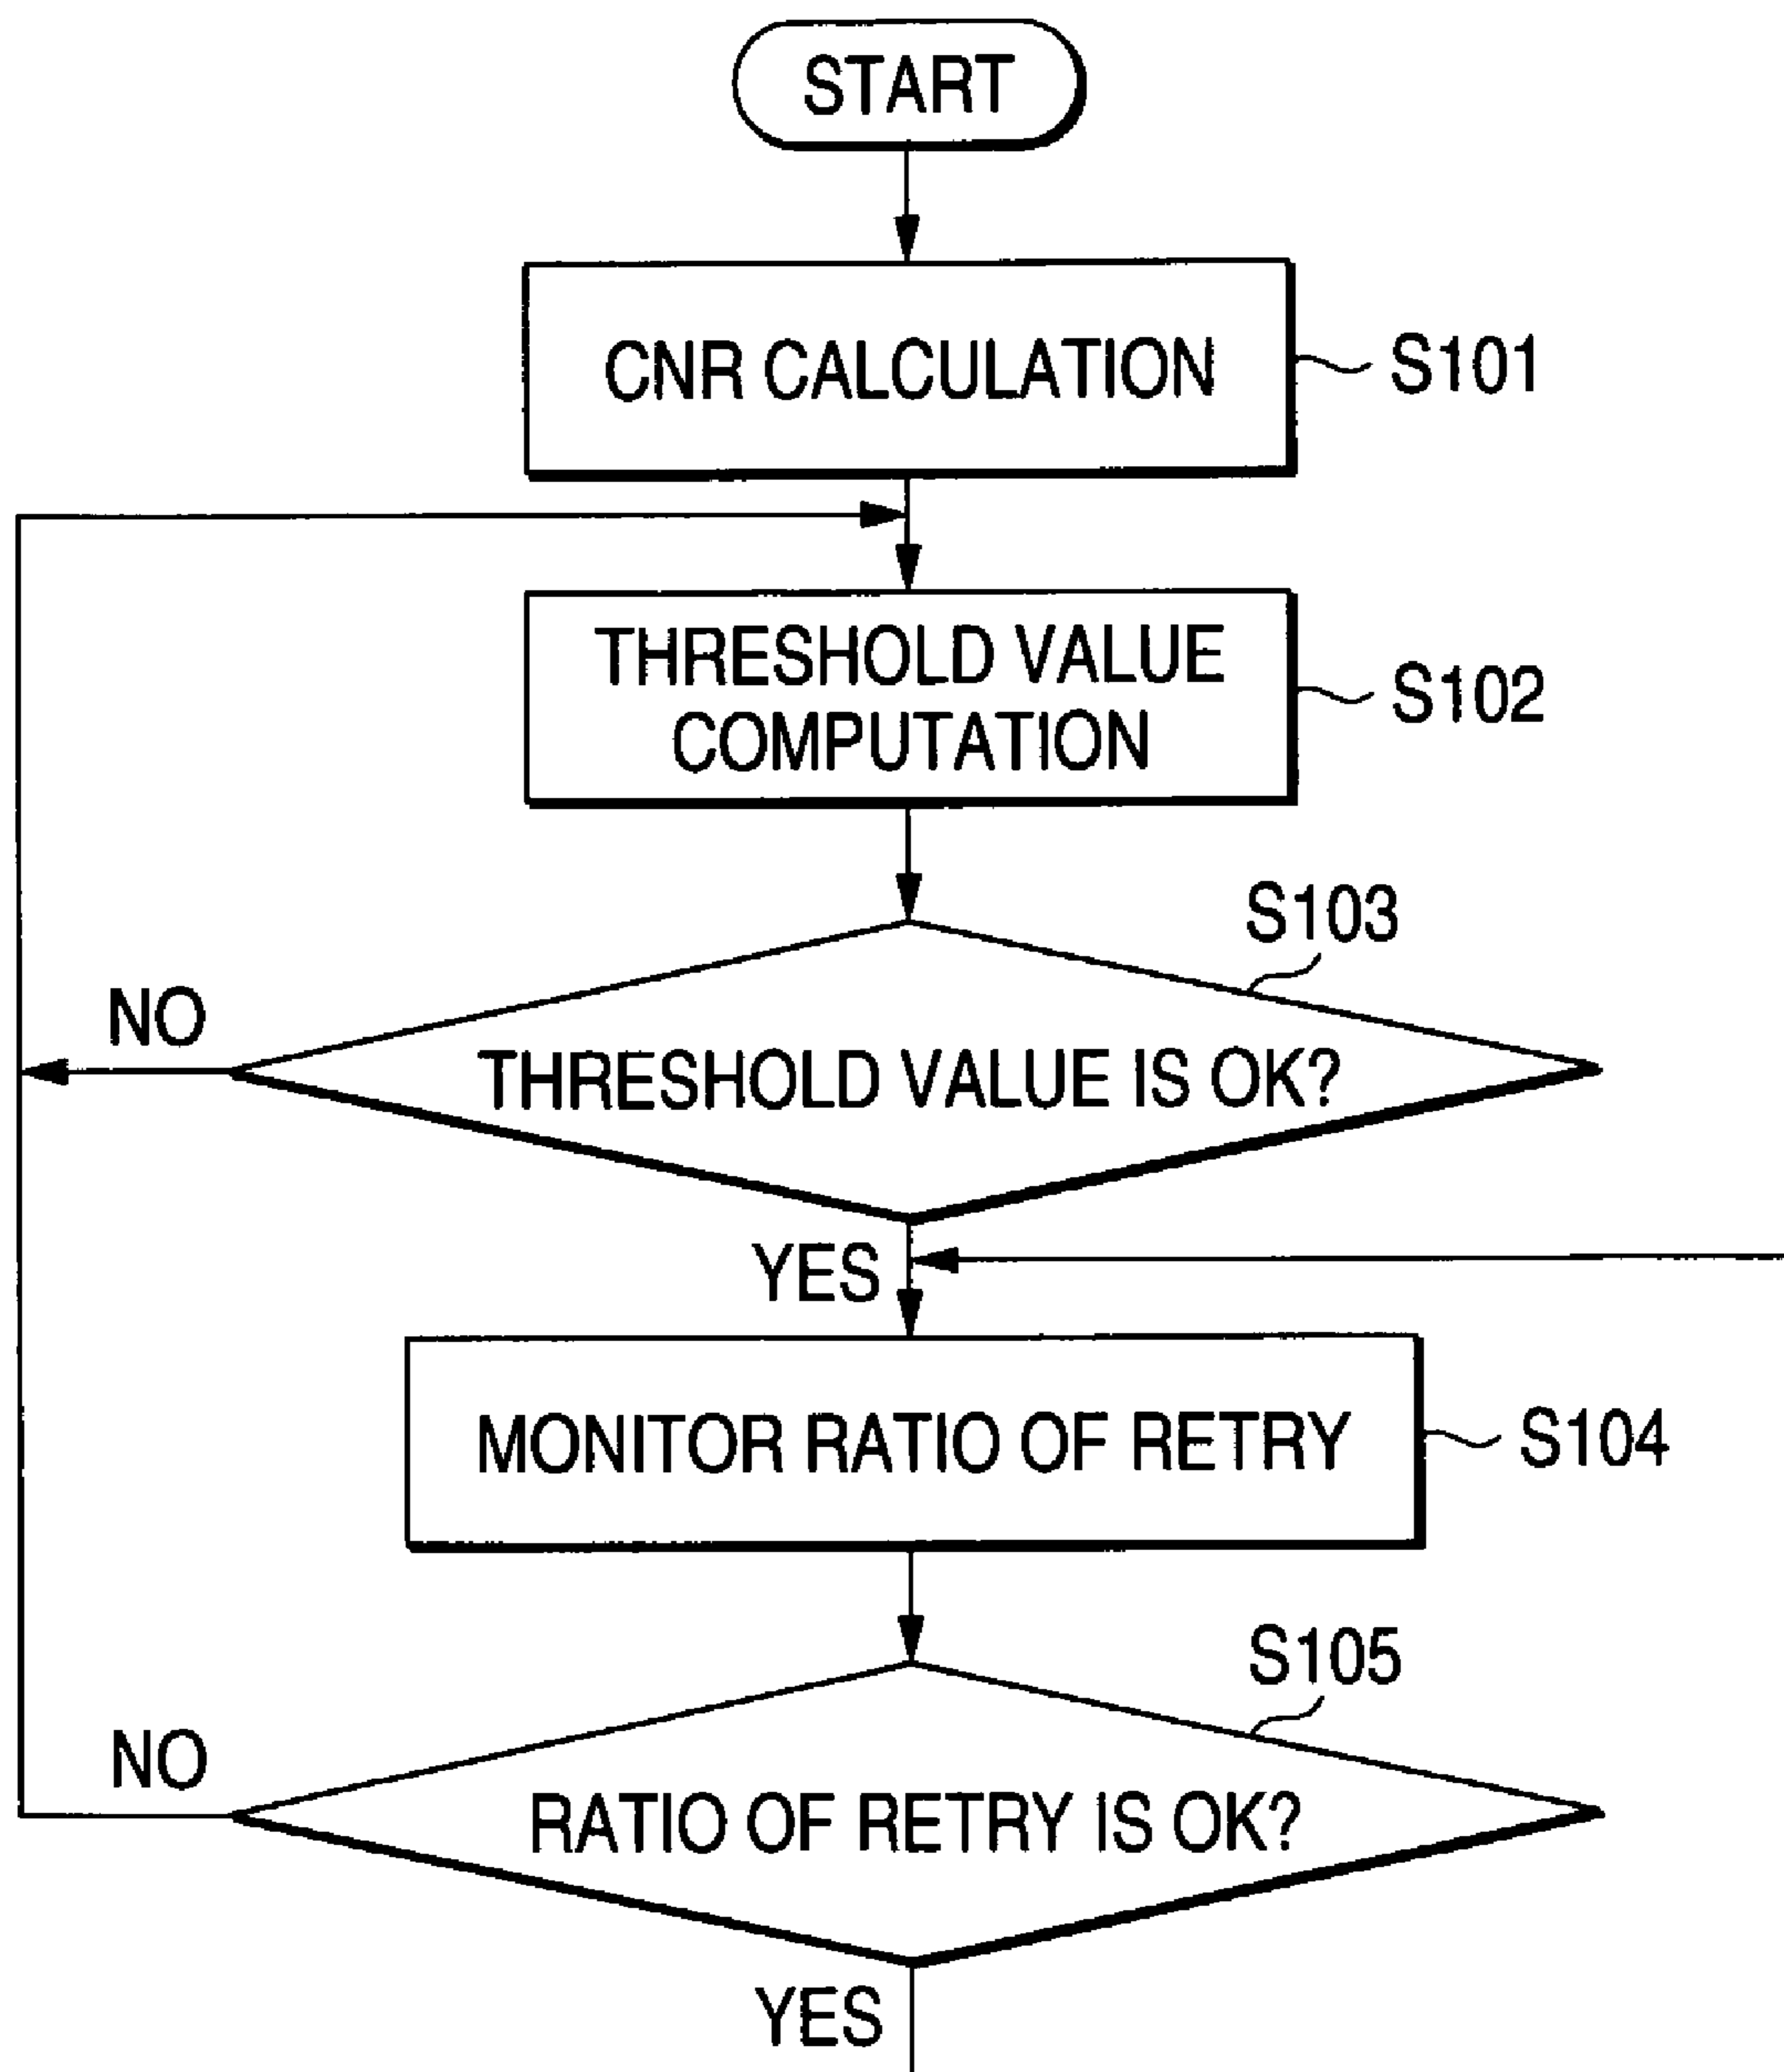 START
CNR CALCULATION
S101
THRESHOLD VALUE
COMPUTATION
S102
S103
NO
THRESHOLD VALUE IS OK?
YES
MONITOR RATIO OF RETRY
S104
S105
NO
RATIO OF RETRY IS OK?
YES